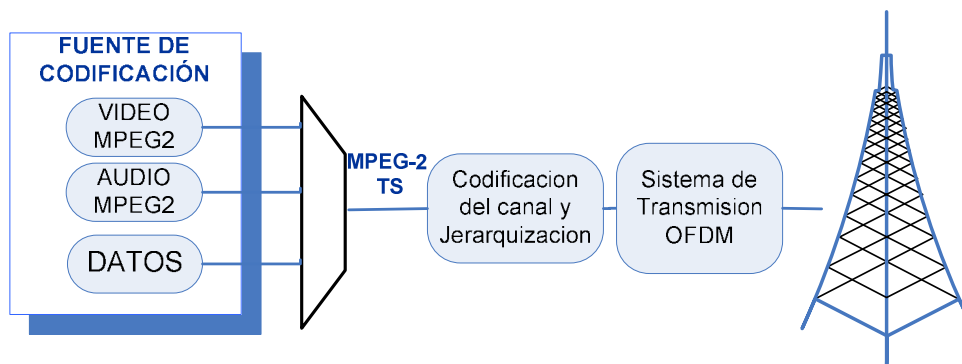 FUENTE DE
CODIFICACIÓN
VIDEO
MPEG2
AUDIO
MPEG2
DATOS
MPEG-2
TS
Codificacion
del canal y
Jerarquizacion
Sistema de
Transmision
OFDM